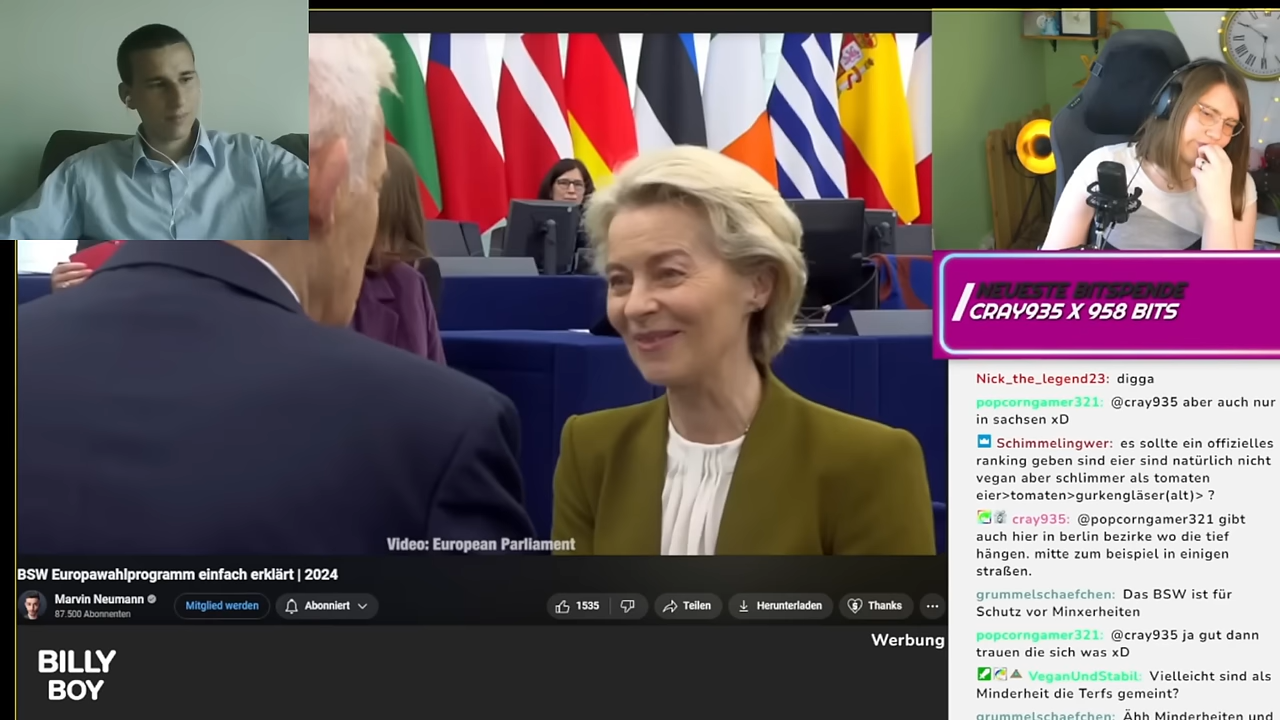 Video: European Parliament
BSW Europawahlprogramm einfach erklärt | 2024
Marvin Neumann
87.500 Abonnenten
Mitglied werden
Abonniert
1535
Teilen
Herunterladen
Thanks
Werbung
BILLY
BOY
NEUESTE BITSPENDE
CRAY935 X 958 BITS
Nick_the_legend23: digga
popcorngamer321: @cray935 aber auch nur
in sachsen xD
Schimmelingwer: es sollte ein offizielles
ranking geben sind eier sind natürlich nicht
vegan aber schlimmer als tomaten
eier>tomaten>gurkengläser(alt)> ?
cray935: @popcorngamer321 gibt
auch hier in berlin bezirke wo die tief
hängen. mitte zum beispiel in einigen
straßen.
grummelschaefchen: Das BSW ist für
Schutz vor Minxerheiten
popcorngamer321: @cray935 ja gut dann
trauen die sich was xD
VeganUndStabil: Vielleicht sind als
Minderheit die Terfs gemeint?
grummelschaefchen: Ähh Minderheiten und